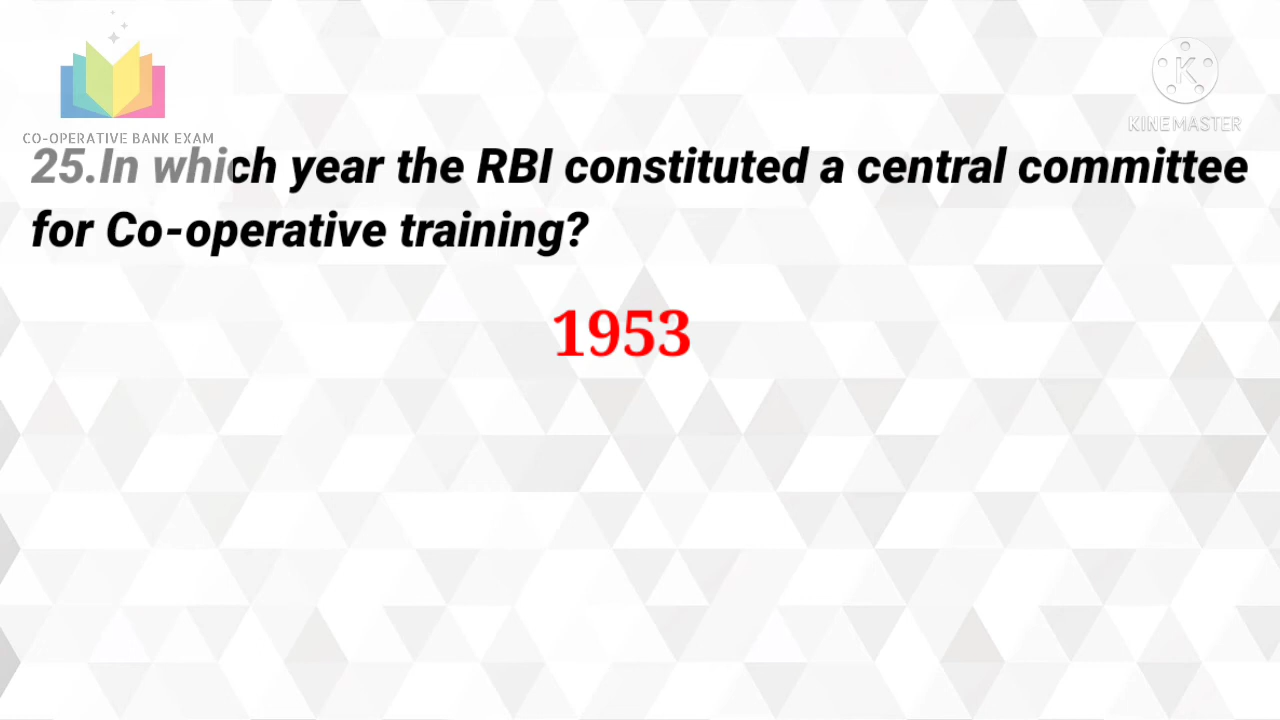 CO-OPERATIVE BANK EXAM
KINEMASTER
25.In which year the RBI constituted a central committee
for Co-operative training?
1953